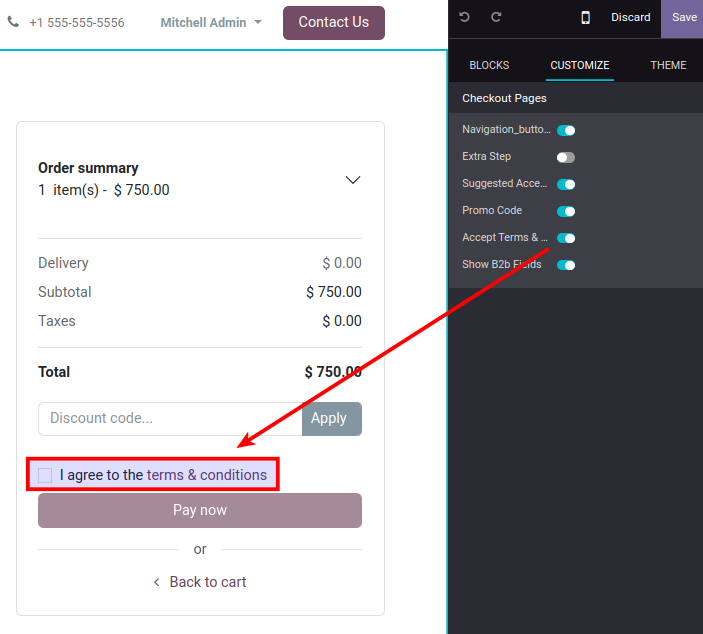 +1 555-555-5556 Mitchell Admin Contact Us
Discard Save
BLOCKS CUSTOMIZE THEME
Checkout Pages
Navigation_butto...
Extra Step
Suggested Acce...
Promo Code
Accept Terms & ...
Show B2b Fields
Order summary
1 item(s) - $ 750.00
Delivery $ 0.00
Subtotal $ 750.00
Taxes $ 0.00
Total $ 750.00
Discount code... Apply
I agree to the terms & conditions
Pay now
or
< Back to cart